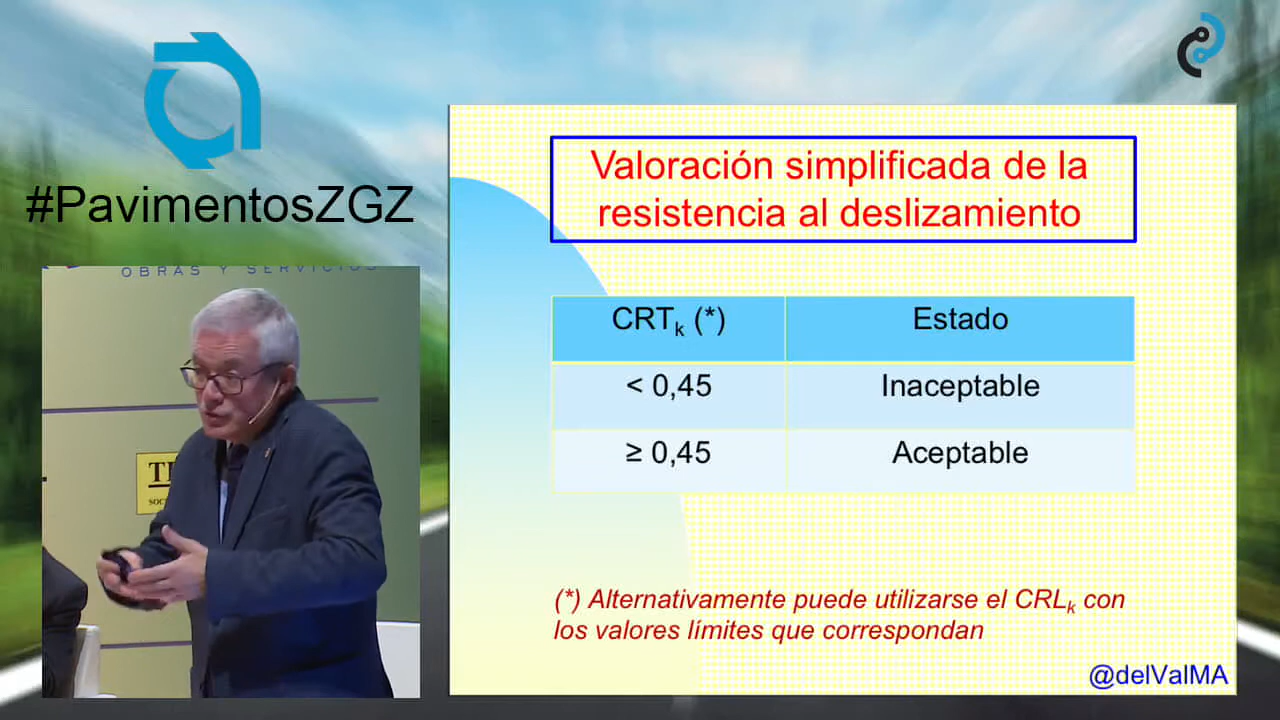 #PavimentosZGZ
OBRAS Y SERVICIOS
Valoración simplificada de la
resistencia al deslizamiento
CRTk (*) Estado
< 0,45 Inaceptable
≥ 0,45 Aceptable
(*) Alternativamente puede utilizarse el CRLk con
los valores límites que correspondan
@delValMA